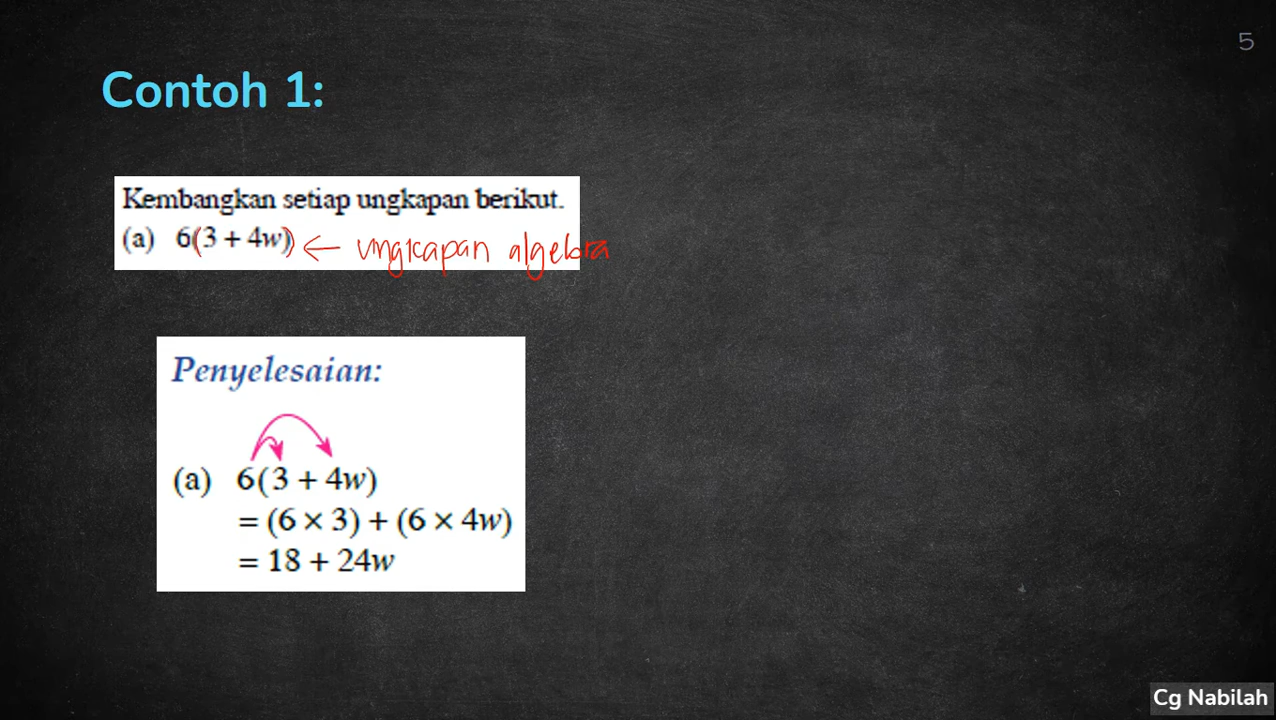 5
Contoh 1:
Kembangkan setiap ungkapan berikut.
(a) 6(3 + 4w) ← ungkapan algebra
Penyelesaian:
(a) 6(3 + 4w)
= (6 × 3) + (6 × 4w)
= 18 + 24w
Cg Nabilah